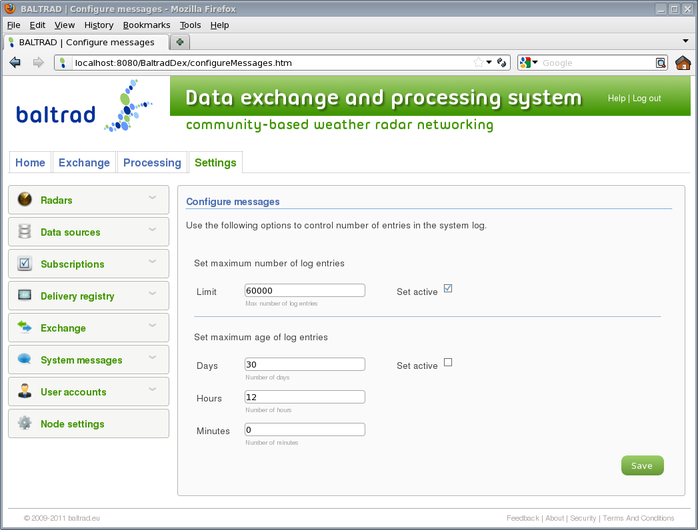 BALTRAD | Configure messages - Mozilla Firefox
File Edit View History Bookmarks Tools Help
BALTRAD | Configure messages
localhost:8080/BaltradDex/configureMessages.htm
Google
baltrad
Data exchange and processing system
Help | Log out
community-based weather radar networking
Home Exchange Processing Settings
Radars
Data sources
Subscriptions
Delivery registry
Exchange
System messages
User accounts
Node settings
Configure messages
Use the following options to control number of entries in the system log.
Set maximum number of log entries
Limit 60000 Set active
Max number of log entries
Set maximum age of log entries
Days 30 Set active
Number of days
Hours 12
Number of hours
Minutes 0
Number of minutes
Save
© 2009-2011 baltrad.eu
Feedback | About | Security | Terms And Conditions